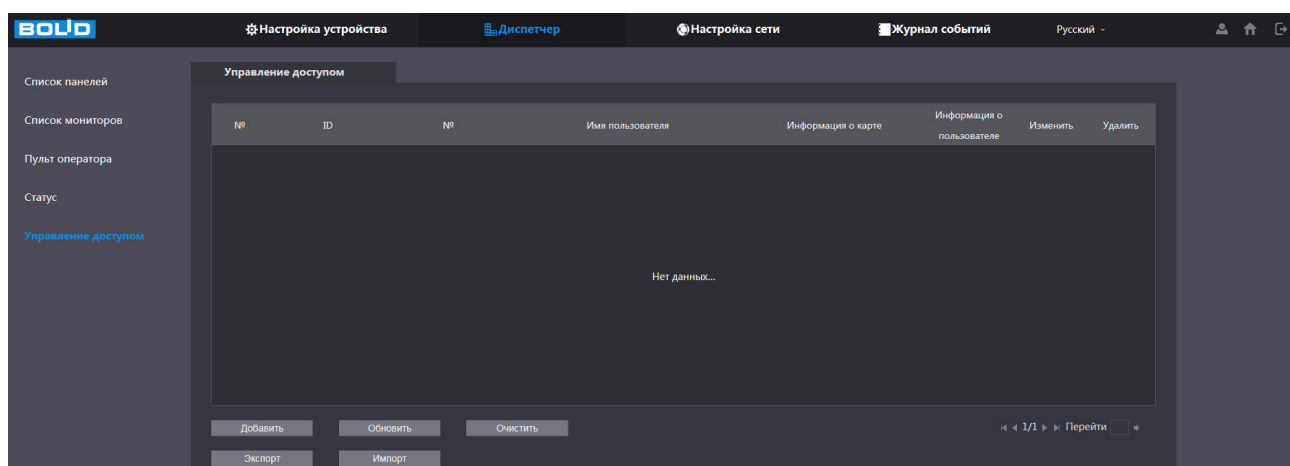 BOLID
Настройка устройства
Диспетчер
Настройка сети
Журнал событий
Русский
Список панелей
Список мониторов
Пульт оператора
Статус
Управление доступом
Управление доступом
№ ID № Имя пользователя Информация о карте Информация о пользователе Изменить Удалить
Нет данных...
Добавить Обновить Очистить
1/1 Перейти
Экспорт Импорт